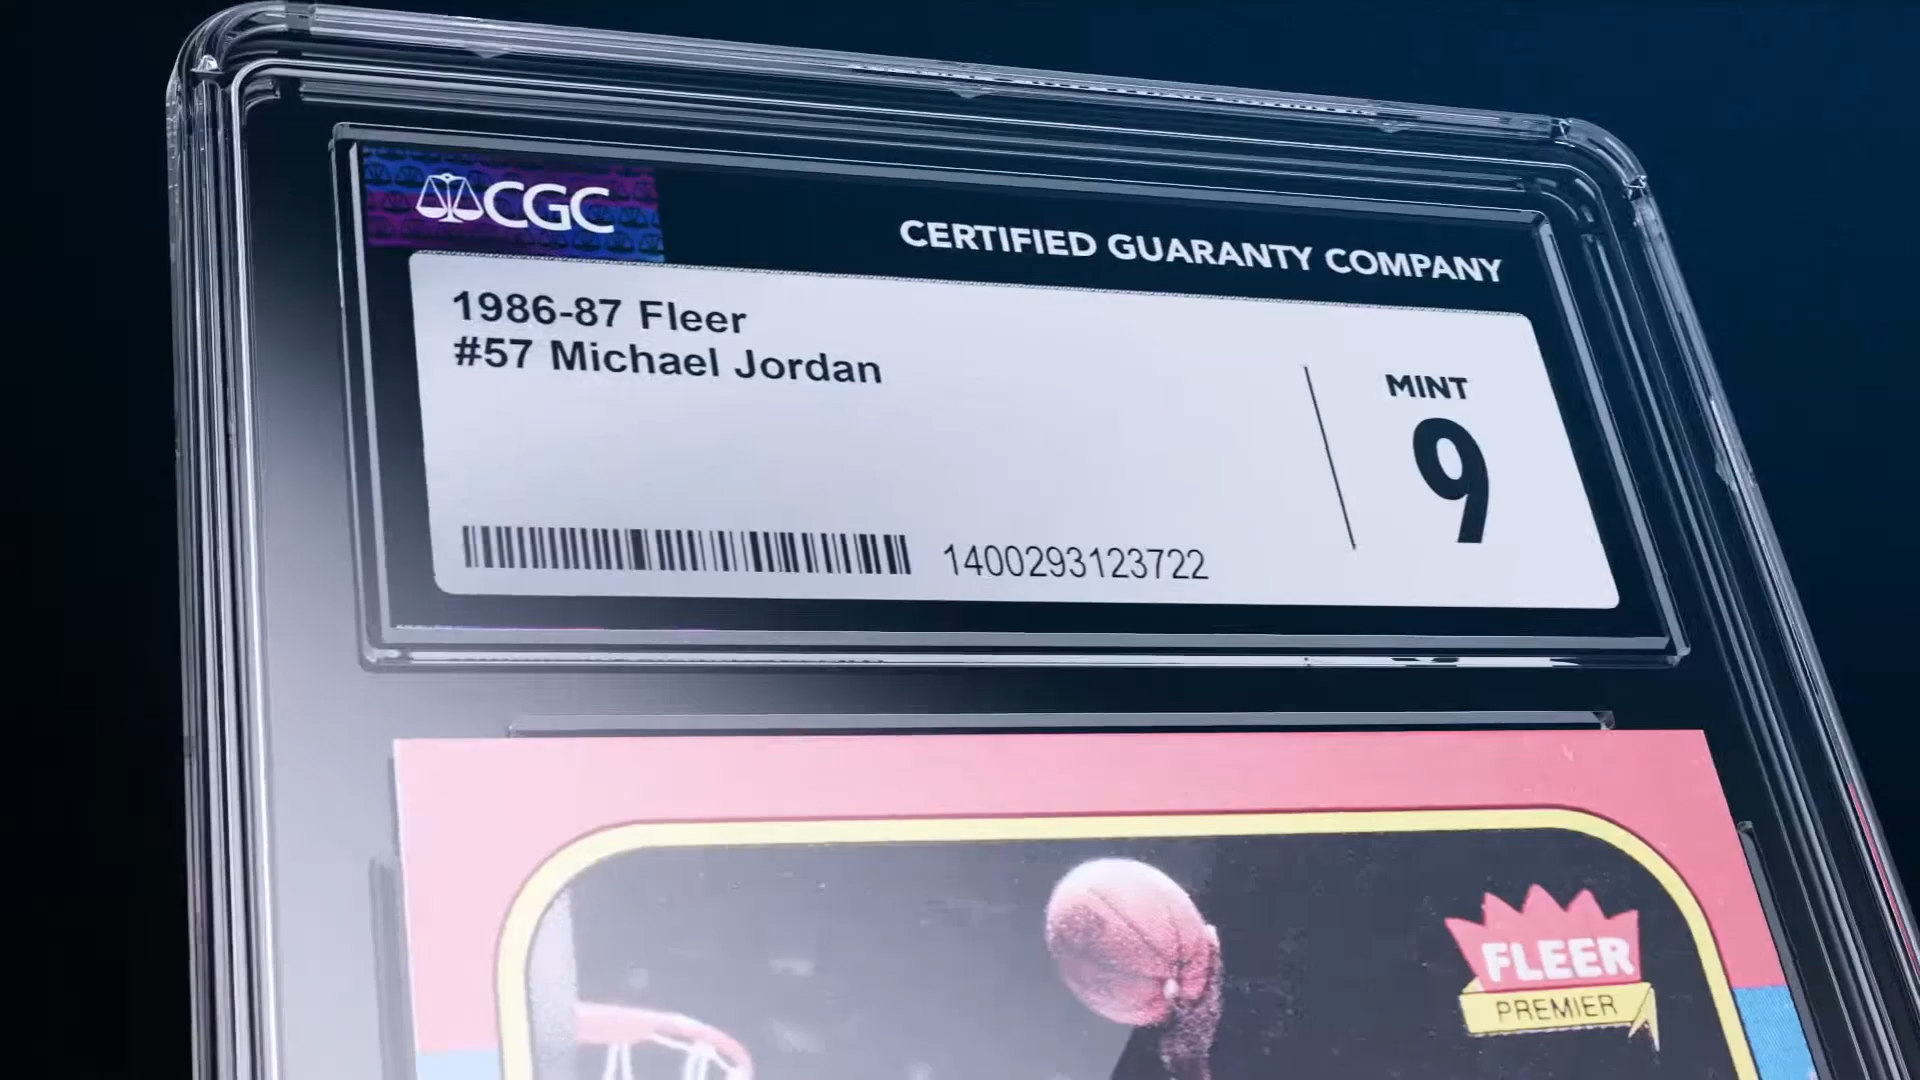 CGC
CERTIFIED GUARANTY COMPANY
1986-87 Fleer
#57 Michael Jordan
MINT
9
1400293123722
FLEER
PREMIER